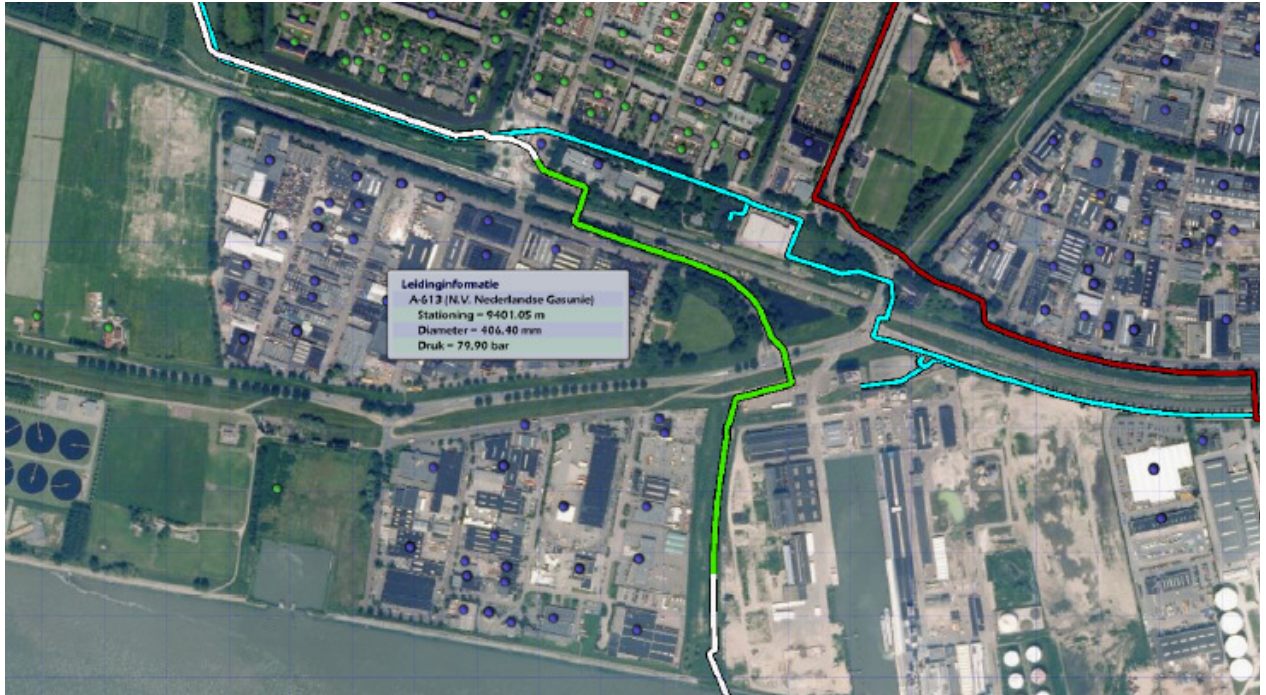 Leidinginformatie
A-613 (N.V. Nederlandse Gasunie)
Stationing = 9401.05 m
Diameter = 406.40 mm
Druk = 79.90 bar